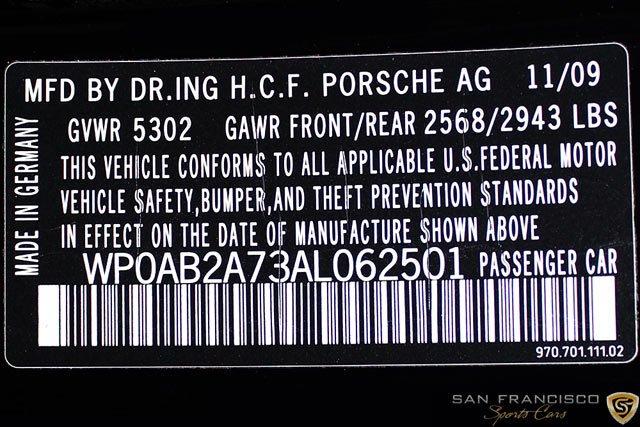 MFD BY DR.ING H.C.F. PORSCHE AG 11/09
GVWR 5302 GAWR FRONT/REAR 2568/2943 LBS
THIS VEHICLE CONFORMS TO ALL APPLICABLE U.S.FEDERAL MOTOR
VEHICLE SAFETY,BUMPER,AND THEFT PREVENTION STANDARDS
IN EFFECT ON THE DATE OF MANUFACTURE SHOWN ABOVE
WP0AB2A73AL062501 PASSENGER CAR
MADE IN GERMANY
970.701.111.02
SAN FRANCISCO
Sports Cars